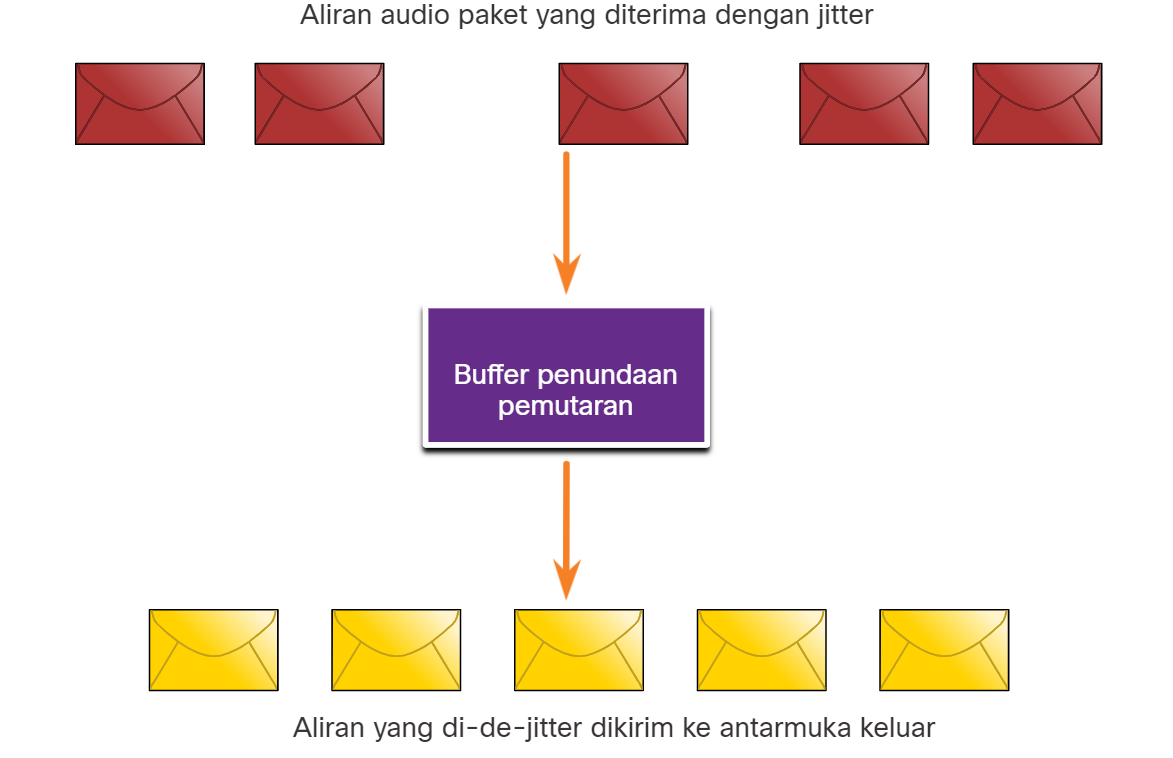 Aliran audio paket yang diterima dengan jitter
Buffer penundaan
pemutaran
Aliran yang di-de-jitter dikirim ke antarmuka keluar